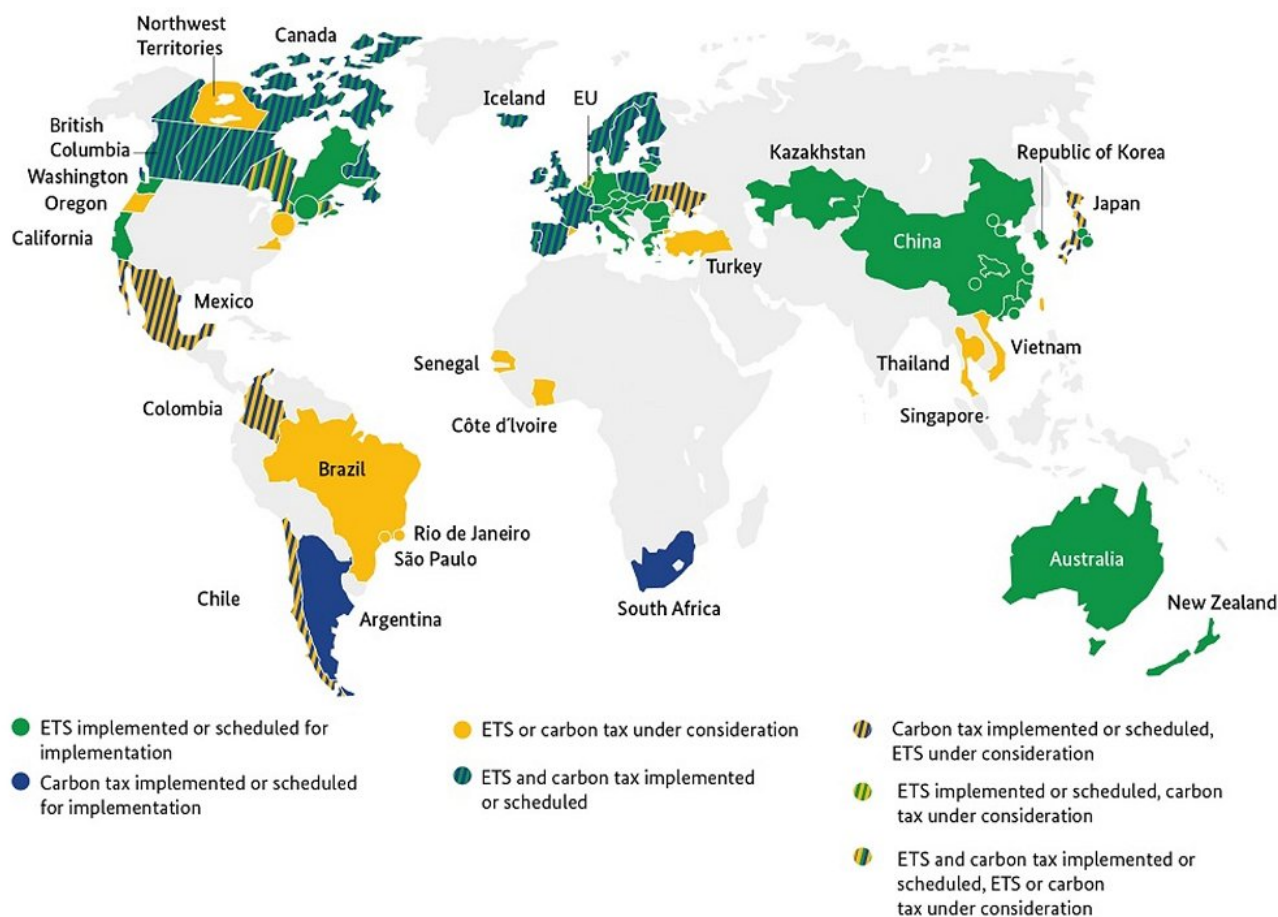 Northwest
Territories
Canada
British
Columbia
Washington
Oregon
California
Mexico
Iceland
EU
Kazakhstan
Republic of Korea
Japan
China
Turkey
Senegal
Côte d'Ivoire
Thailand
Vietnam
Singapore
Colombia
Brazil
Rio de Janeiro
São Paulo
Chile
Argentina
South Africa
Australia
New Zealand
ETS implemented or scheduled for
implementation
Carbon tax implemented or scheduled
for implementation
ETS or carbon tax under consideration
ETS and carbon tax implemented
or scheduled
Carbon tax implemented or scheduled,
ETS under consideration
ETS implemented or scheduled, carbon
tax under consideration
ETS and carbon tax implemented or
scheduled, ETS or carbon
tax under consideration